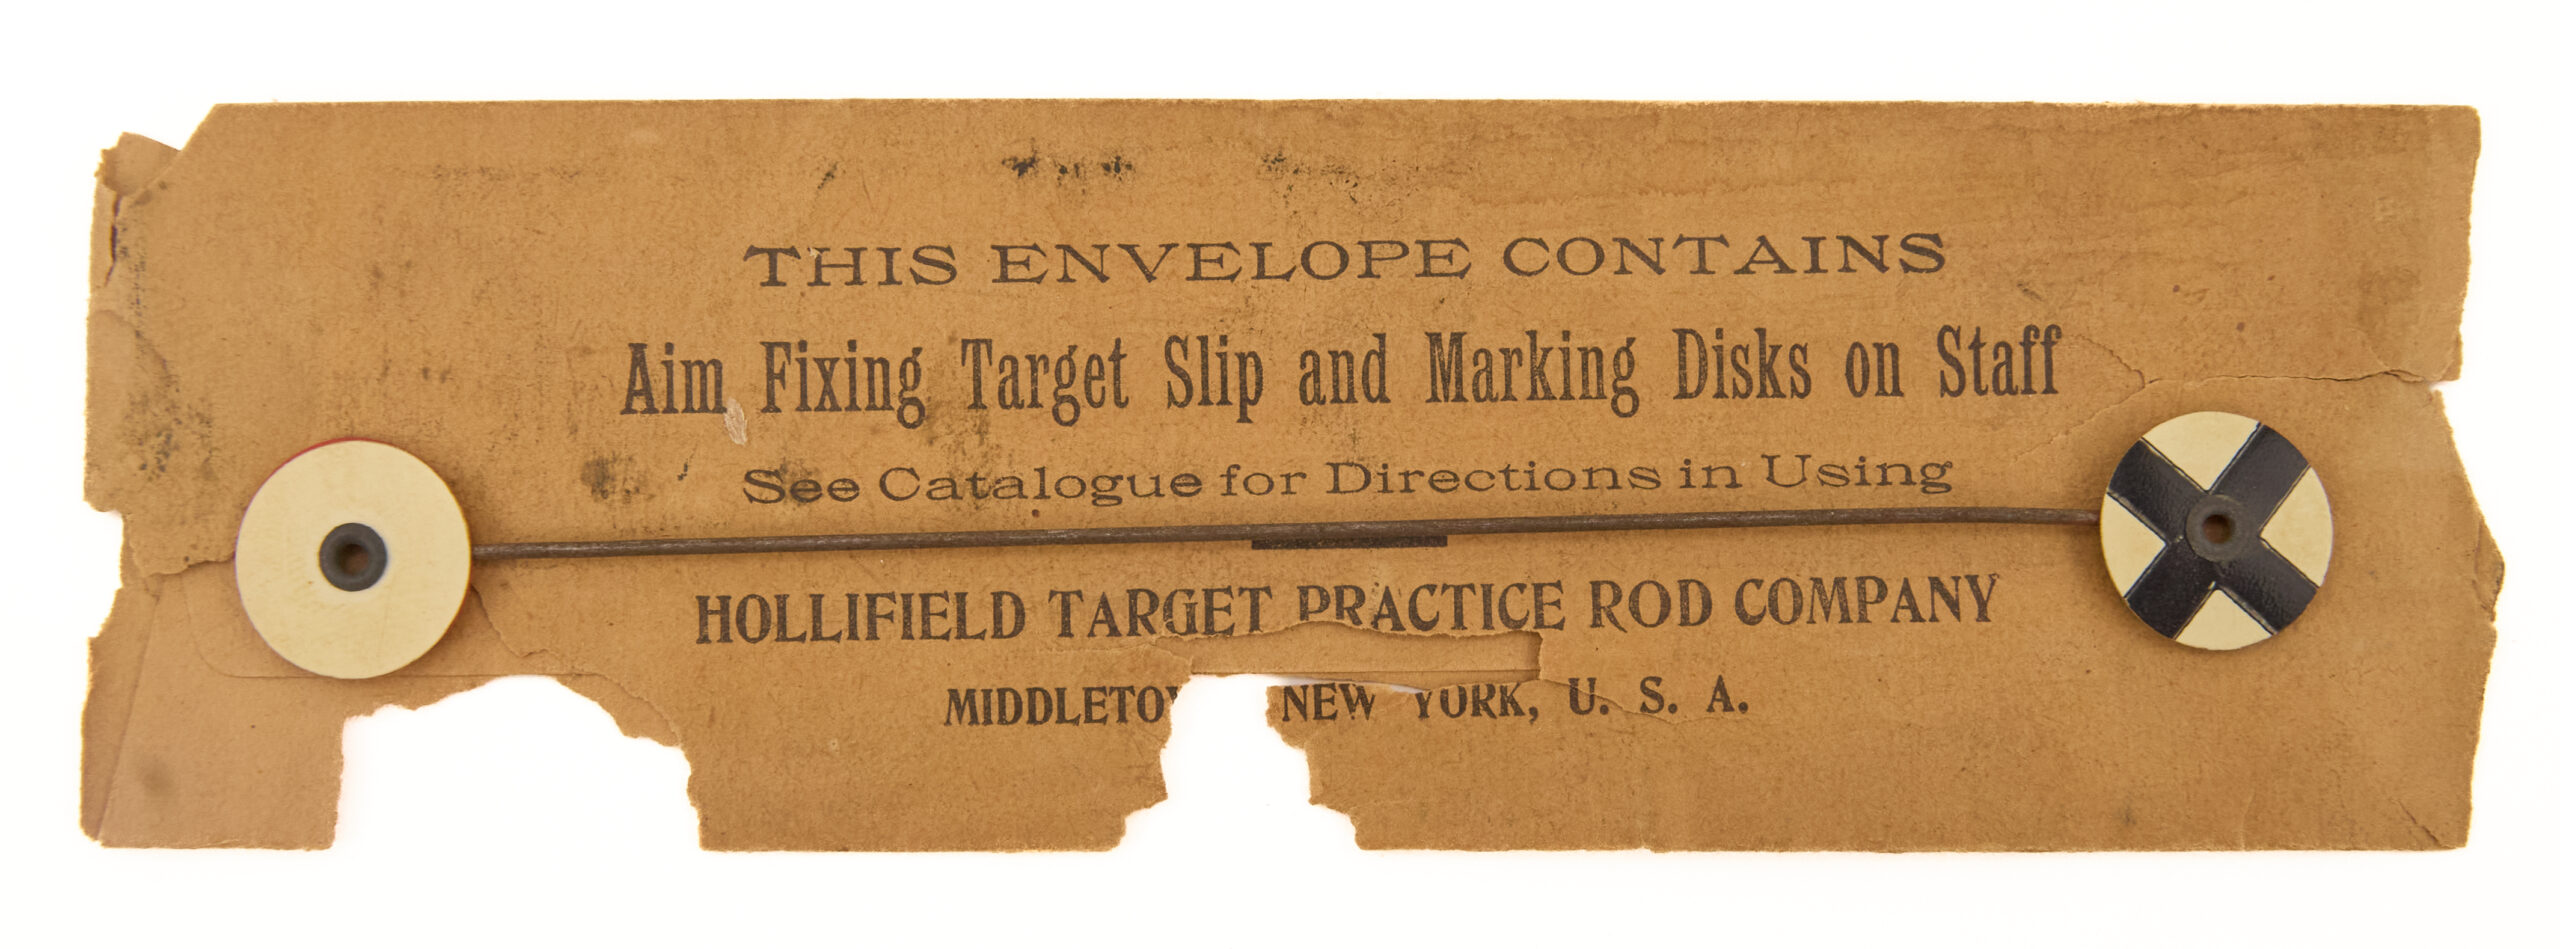 THIS ENVELOPE CONTAINS
Aim Fixing Target Slip and Marking Disks on Staff
See Catalogue for Directions in Using
HOLLIFIELD TARGET PRACTICE ROD COMPANY
MIDDLETO NEW YORK, U. S. A.